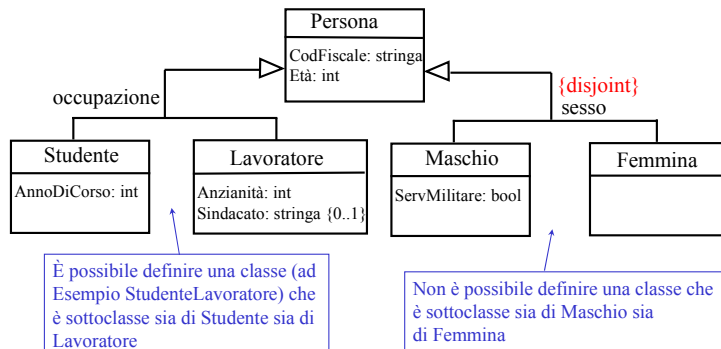 Persona
CodFiscale: stringa
Età: int
occupazione
{disjoint}
sesso
Studente
AnnoDiCorso: int
Lavoratore
Anzianità: int
Sindacato: stringa {0..1}
Maschio
ServMilitare: bool
Femmina
È possibile definire una classe (ad
Esempio StudenteLavoratore) che
è sottoclasse sia di Studente sia di
Lavoratore
Non è possibile definire una classe che
è sottoclasse sia di Maschio sia
di Femmina